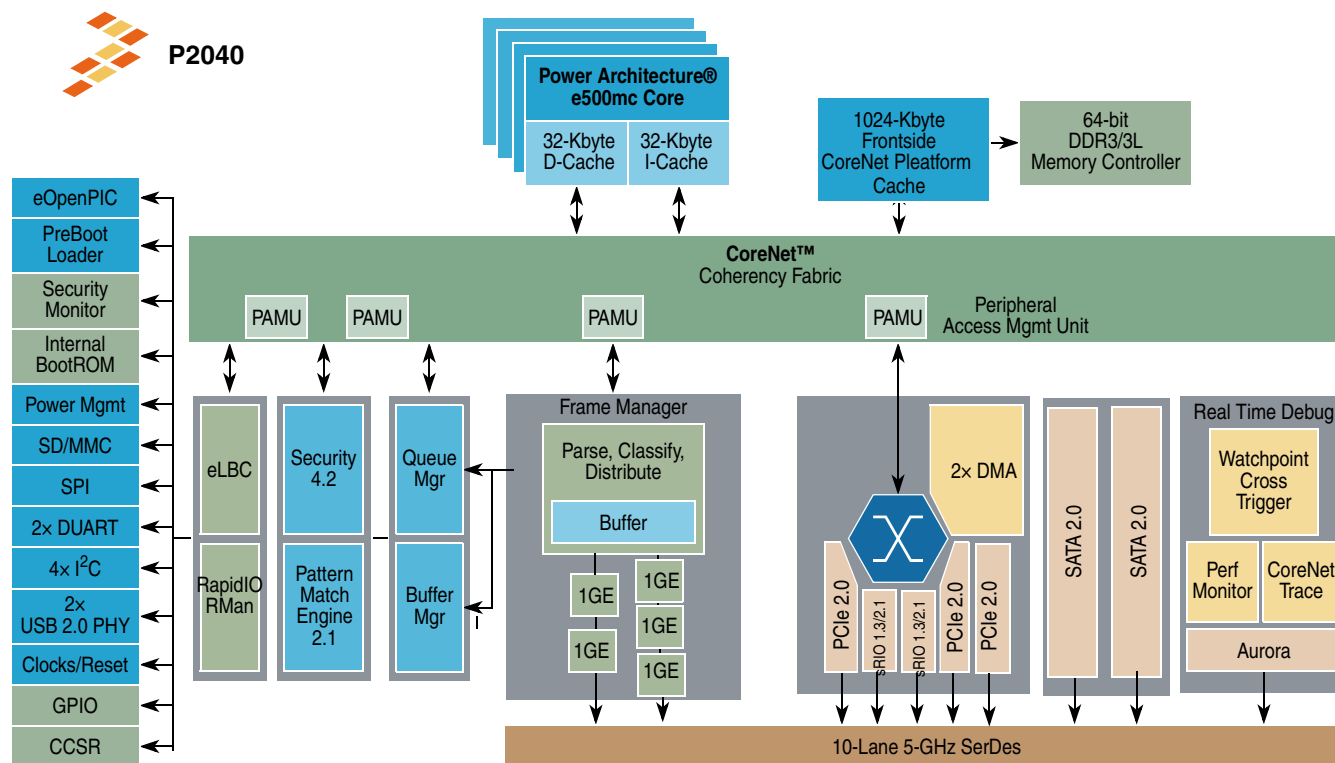 P2040
Power Architecture®
e500mc Core
32-Kbyte
D-Cache
32-Kbyte
I-Cache
1024-Kbyte
Frontside
CoreNet Pleatform
Cache
64-bit
DDR3/3L
Memory Controller
eOpenPIC
PreBoot
Loader
Security
Monitor
Internal
BootROM
Power Mgmt
SD/MMC
SPI
2× DUART
4× I²C
2×
USB 2.0 PHY
Clocks/Reset
GPIO
CCSR
CoreNet™
Coherency Fabric
PAMU
PAMU
PAMU
PAMU
Peripheral
Access Mgmt Unit
eLBC
RapidIO
RMan
Security
4.2
Pattern
Match
Engine
2.1
Queue
Mgr
Buffer
Mgr
Frame Manager
Parse, Classify,
Distribute
Buffer
1GE
1GE
1GE
1GE
1GE
2× DMA
PCIe 2.0
sRIO 1.3/2.1
sRIO 1.3/2.1
PCIe 2.0
PCIe 2.0
SATA 2.0
SATA 2.0
Real Time Debug
Watchpoint
Cross
Trigger
Perf
Monitor
CoreNet
Trace
Aurora
10-Lane 5-GHz SerDes